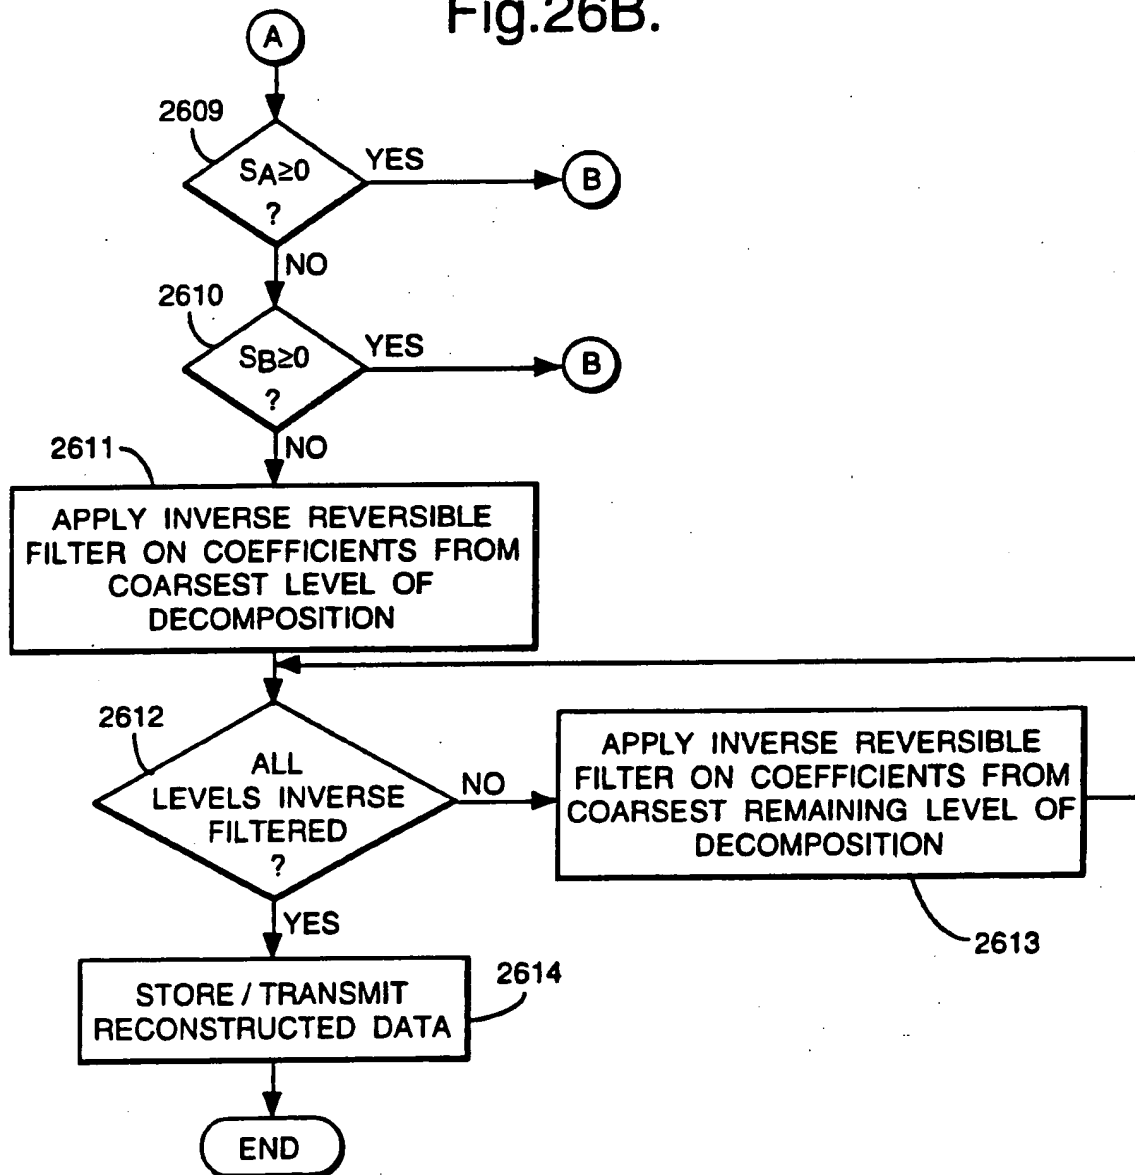 Fig.26B.
A
2609
SA≥0
?
YES
B
NO
2610
SB≥0
?
YES
B
NO
2611
APPLY INVERSE REVERSIBLE
FILTER ON COEFFICIENTS FROM
COARSEST LEVEL OF
DECOMPOSITION
2612
ALL
LEVELS INVERSE
FILTERED
?
NO
APPLY INVERSE REVERSIBLE
FILTER ON COEFFICIENTS FROM
COARSEST REMAINING LEVEL OF
DECOMPOSITION
2613
YES
STORE / TRANSMIT
RECONSTRUCTED DATA
2614
END